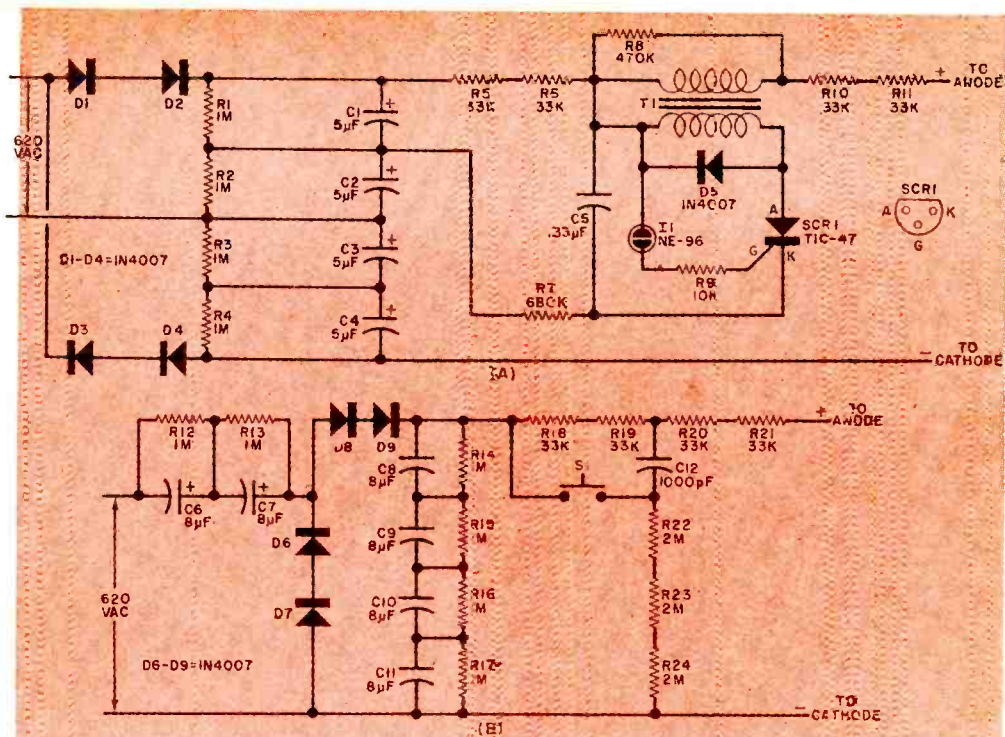 R8
470K
D1
D2
R1
1M
C1
5µF
R5
33K
R6
33K
T1
R10
33K
R11
33K
+ TO
ANODE
620
VAC
R2
1M
C2
5µF
C5
.33µF
D5
1N4007
I1
NE-96
A
SCR1
TIC-47
G
K
SCR1
A
K
G
R9
10K
D1-D4=1N4007
R3
1M
C3
5µF
R7
680K
R4
1M
C4
5µF
D3
D4
(A)
- TO
CATHODE
R12
1M
R13
1M
D8
D9
R14
1M
R18
33K
R19
33K
R20
33K
R21
33K
+ TO
ANODE
C6
8µF
C7
8µF
C8
8µF
S1
C12
1000pF
D6
C9
8µF
R15
1M
R22
2M
620
VAC
D7
C10
8µF
R16
1M
R23
2M
D6-D9=1N4007
C11
8µF
R17
1M
R24
2M
(B)
- TO
CATHODE